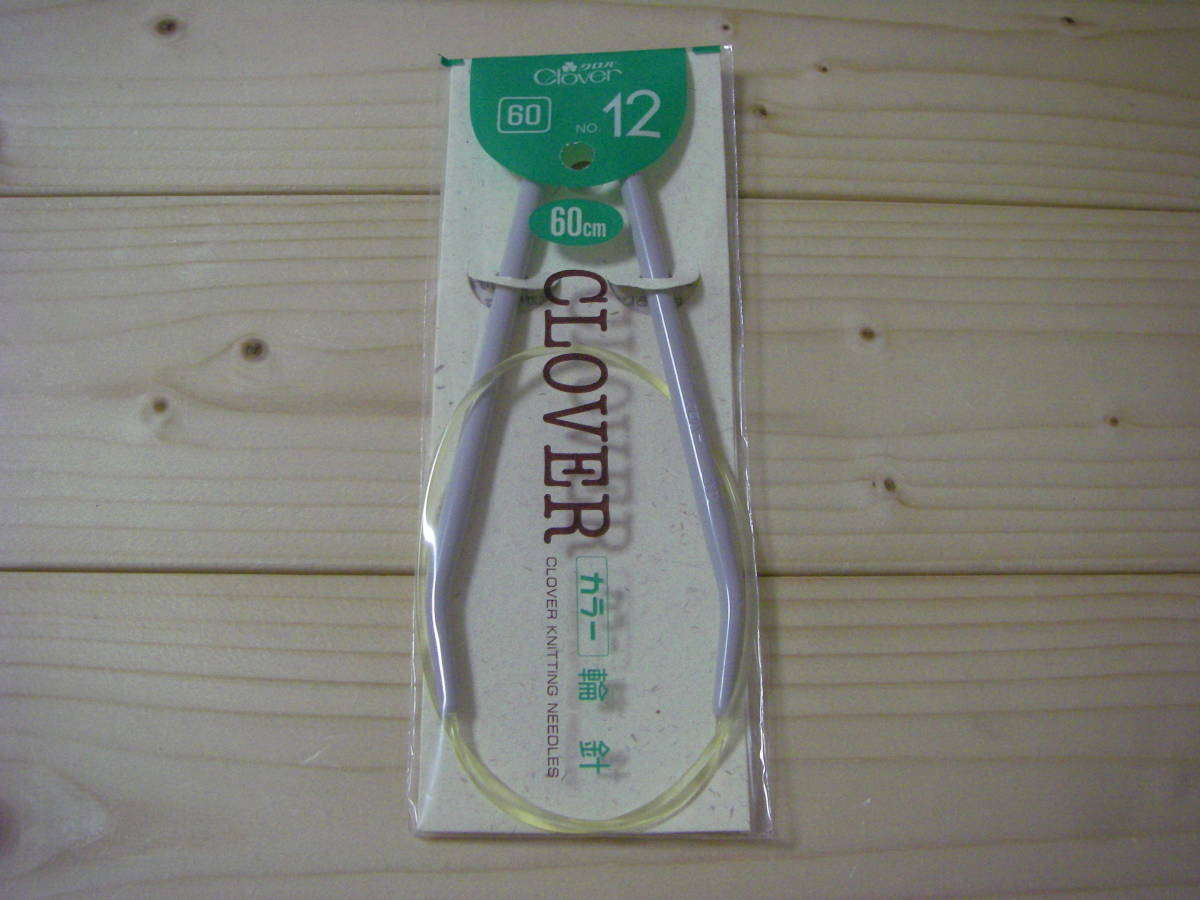 クロバー
Clover
60
NO. 12
60cm
CLOVER
カラー 輪針
CLOVER KNITTING NEEDLES